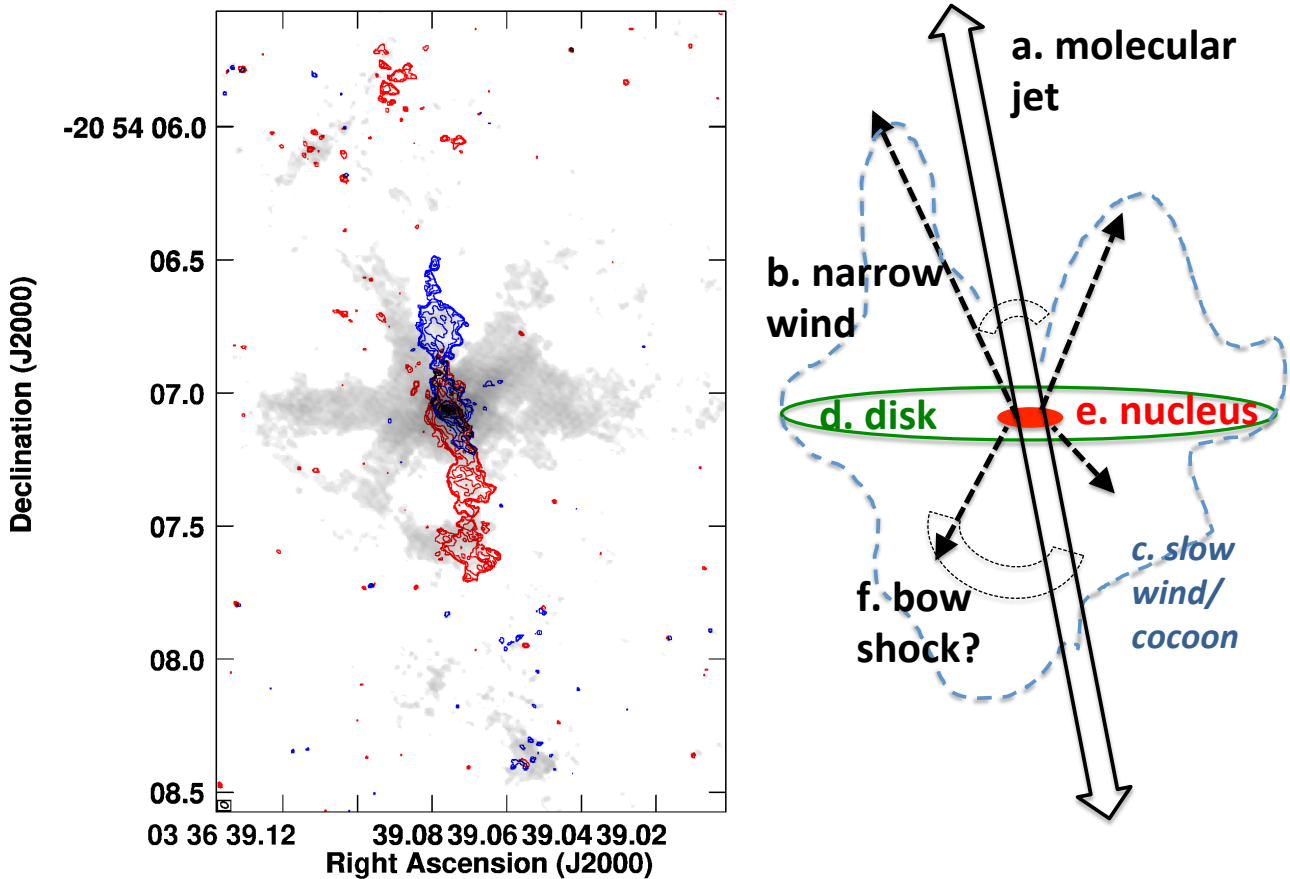 Declination (J2000)
-20 54 06.0
06.5
07.0
07.5
08.0
08.5
03 36 39.12
39.08 39.06 39.04 39.02
Right Ascension (J2000)
a. molecular
jet
b. narrow
wind
d. disk
e. nucleus
c. slow
wind/
cocoon
f. bow
shock?